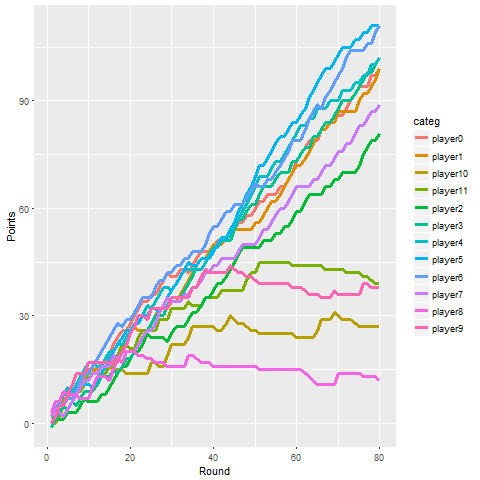 90
60
30
0
Points
0
20
40
60
80
Round
categ
player0
player1
player10
player11
player2
player3
player4
player5
player6
player7
player8
player9